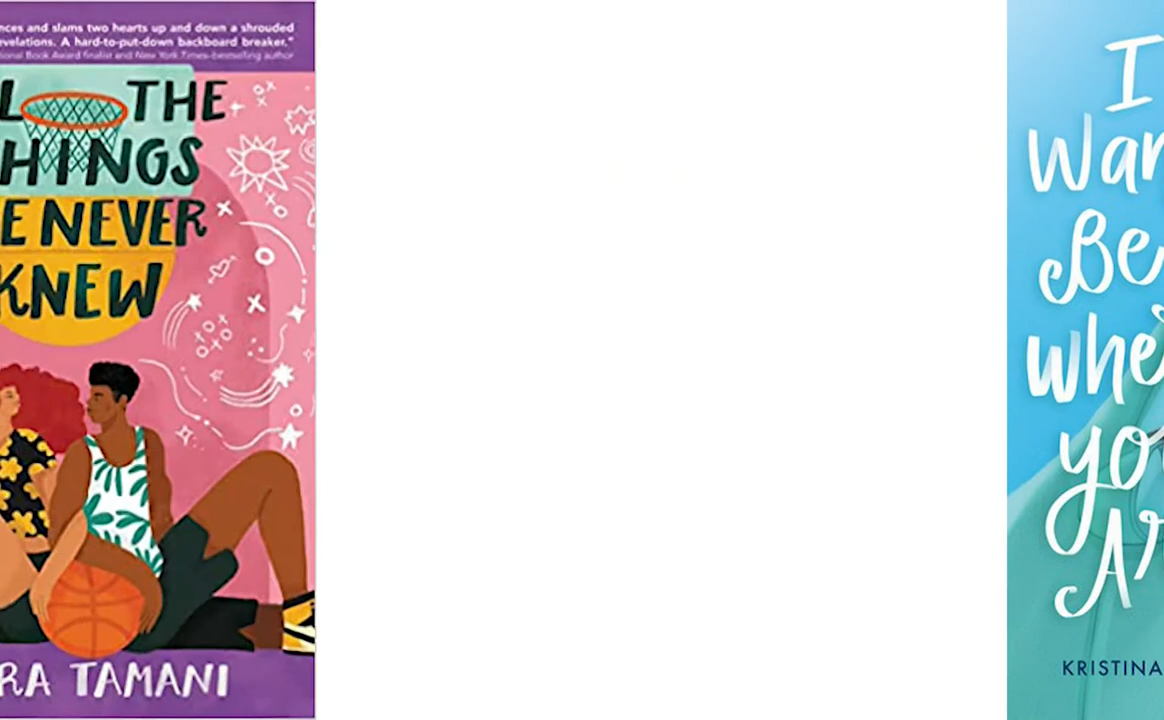 nces and slams two hearts up and down a shrouded
evelations. A hard-to-put-down backboard breaker."
ional Book Award finalist and New York Times–bestselling author
L THE
HINGS
E NEVER
KNEW
RA TAMANI
I
Wan
Be
whe
yo
Ar
KRISTINA